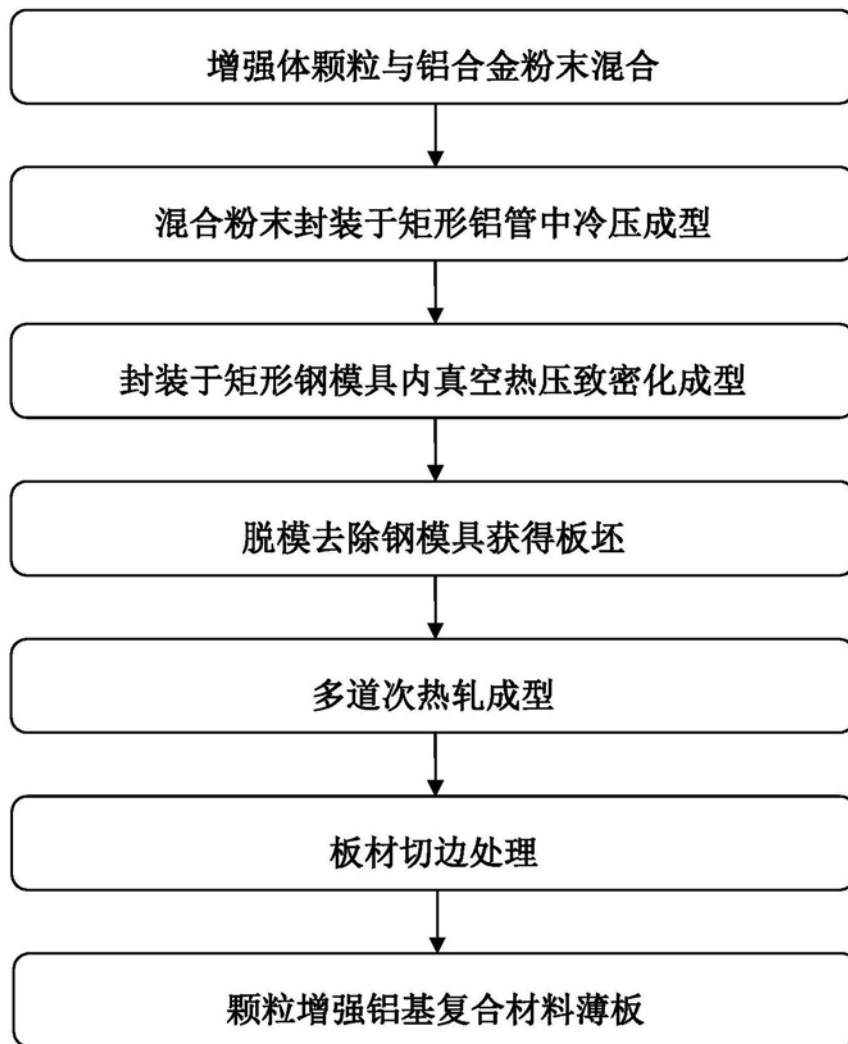 增强体颗粒与铝合金粉末混合
混合粉末封装于矩形铝管中冷压成型
封装于矩形钢模具内真空热压致密化成型
脱模去除钢模具获得板坯
多道次热轧成型
板材切边处理
颗粒增强铝基复合材料薄板